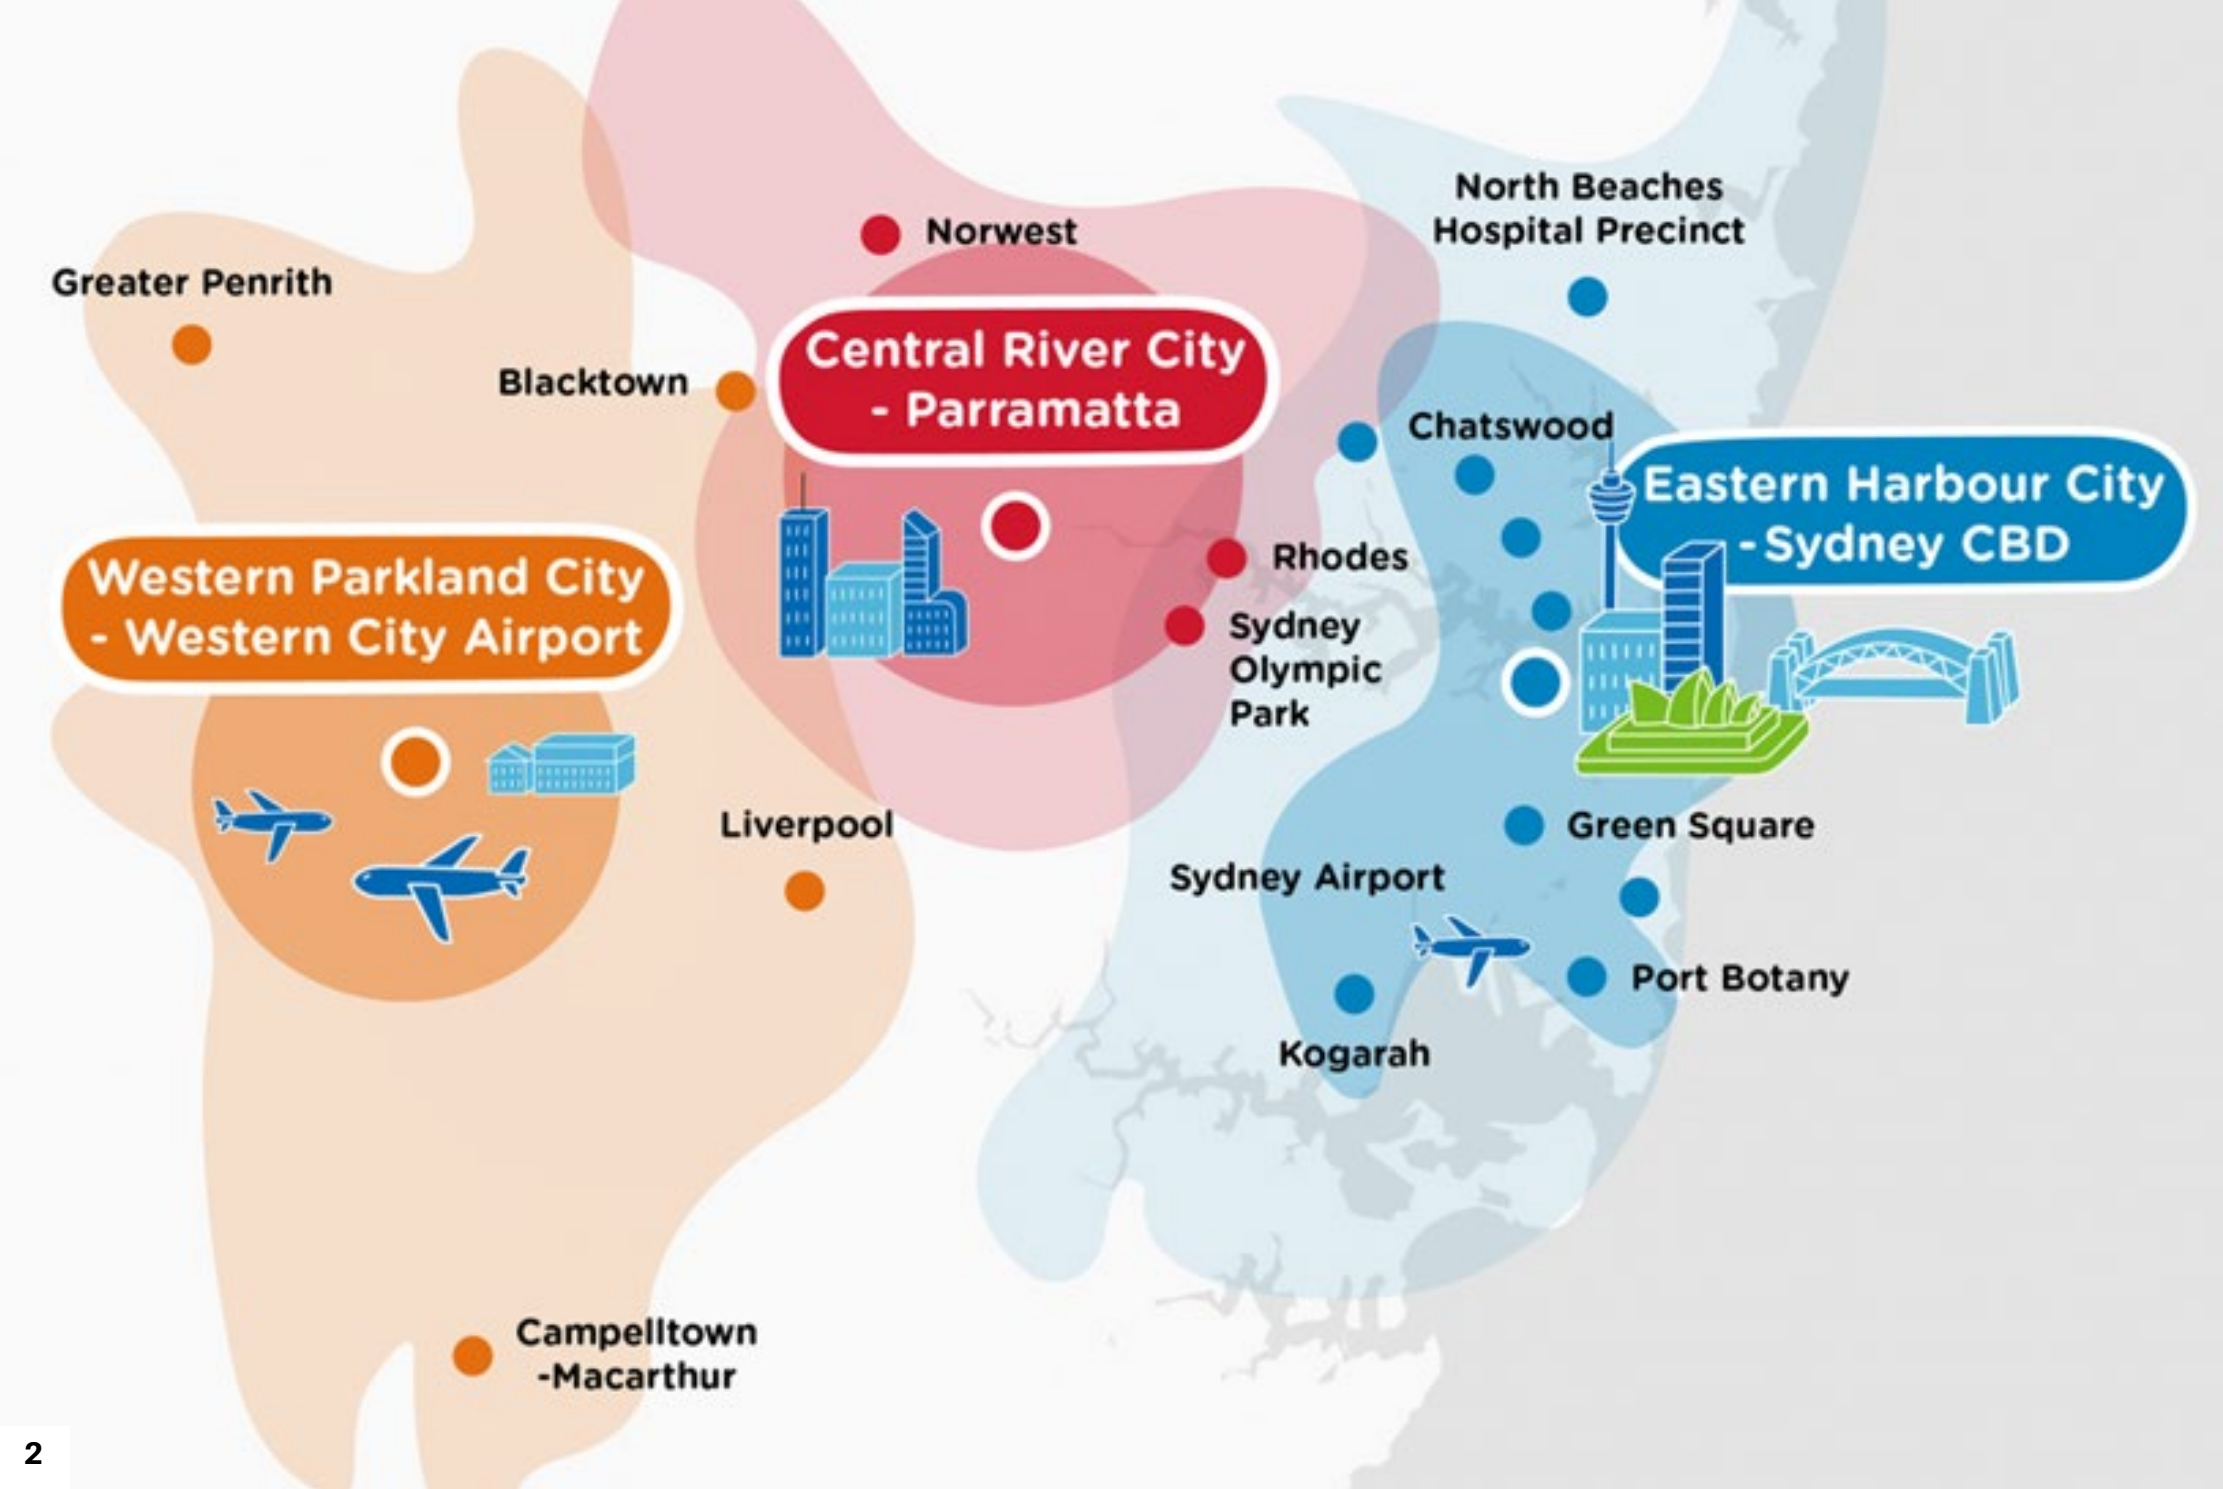 North Beaches
Hospital Precinct
Norwest
Greater Penrith
Blacktown
Central River City
- Parramatta
Chatswood
Eastern Harbour City
- Sydney CBD
Western Parkland City
- Western City Airport
Rhodes
Sydney
Olympic
Park
Liverpool
Green Square
Sydney Airport
Port Botany
Kogarah
Campelltown
-Macarthur
2